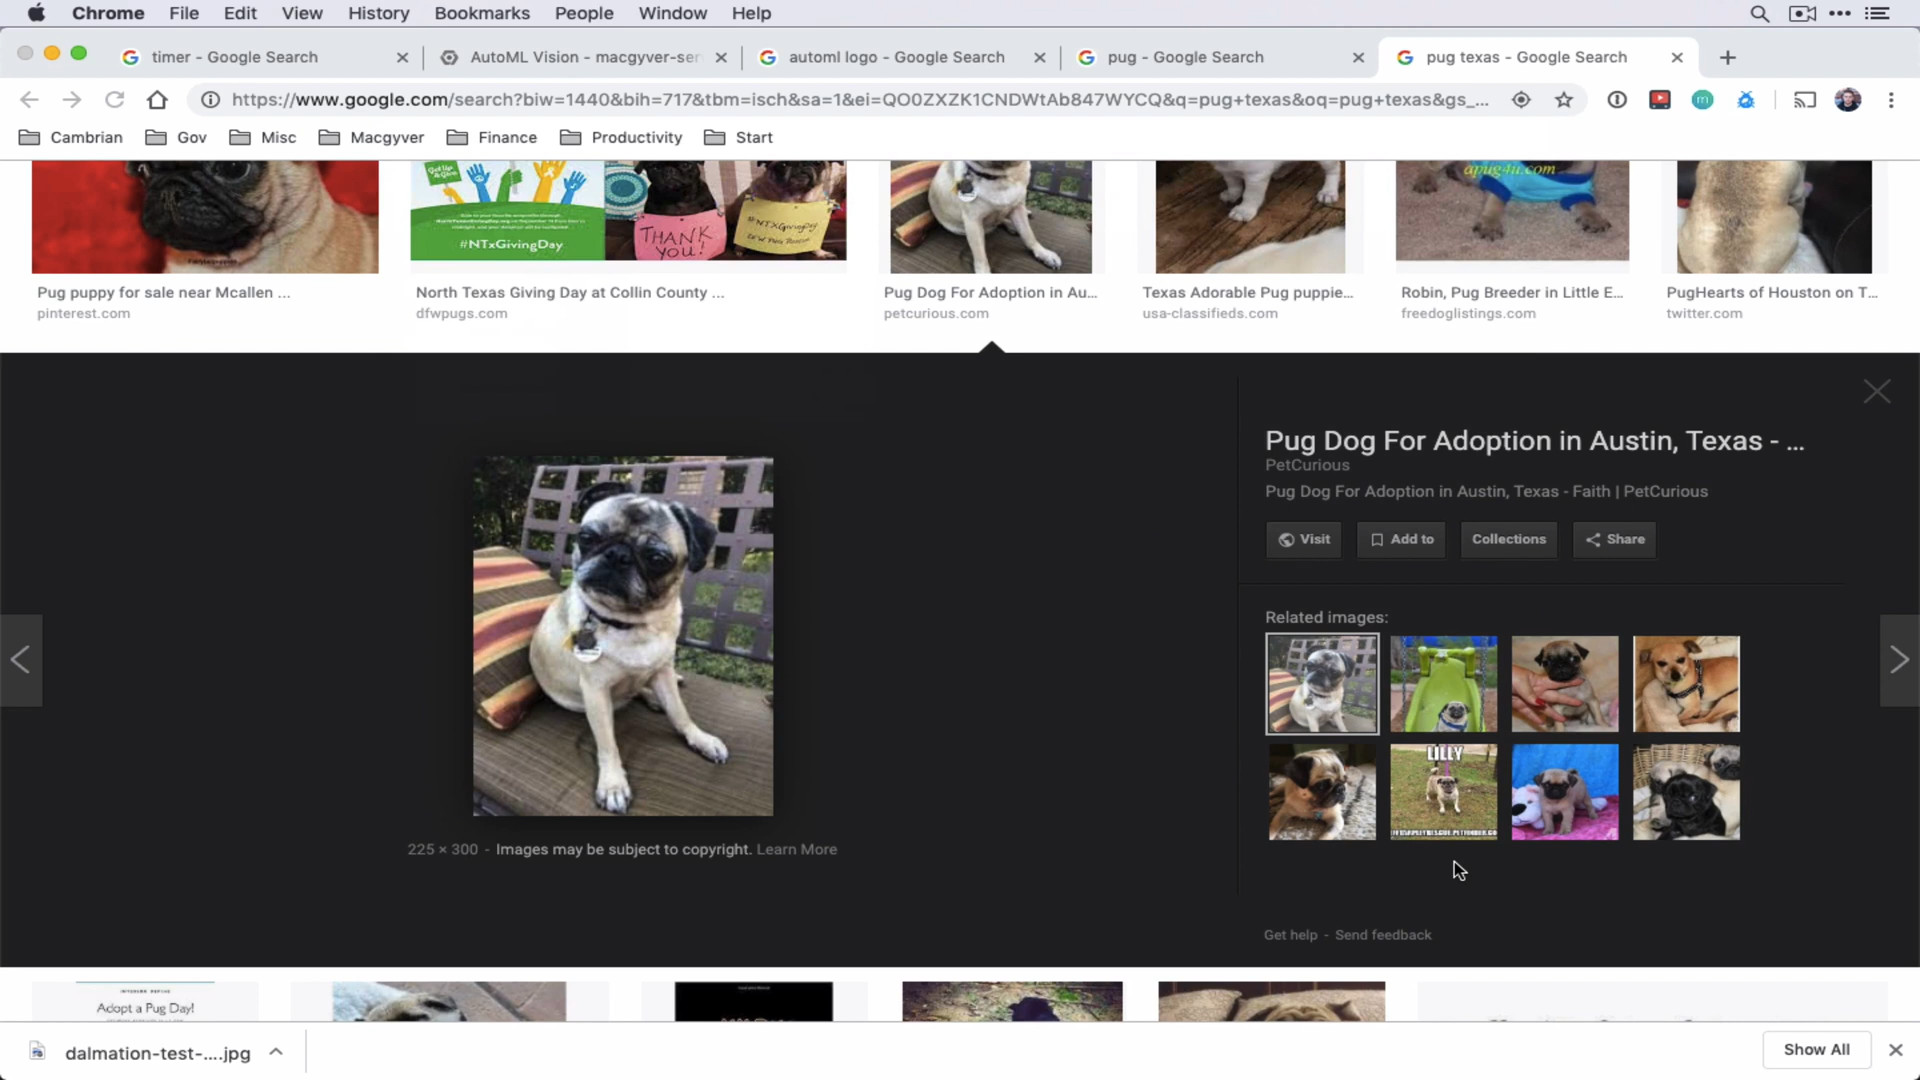 Chrome File Edit View History Bookmarks People Window Help
timer - Google Search
AutoML Vision - macgyver-ser
automl logo - Google Search
pug - Google Search
pug texas - Google Search
https://www.google.com/search?biw=1440&bih=717&tbm=isch&sa=1&ei=QO0ZXZK1CNDWtAb847WYCQ&q=pug+texas&oq=pug+texas&gs_...
Cambrian Gov Misc Macgyver Finance Productivity Start
#NTxGivingDay
THANK YOU!
#NTXGivingDay
apug4u.com
Pug puppy for sale near Mcallen ...
pinterest.com
North Texas Giving Day at Collin County ...
dfwpugs.com
Pug Dog For Adoption in Au...
petcurious.com
Texas Adorable Pug puppie...
usa-classifieds.com
Robin, Pug Breeder in Little E...
freedoglistings.com
PugHearts of Houston on T...
twitter.com
Pug Dog For Adoption in Austin, Texas - ...
PetCurious
Pug Dog For Adoption in Austin, Texas - Faith | PetCurious
Visit Add to Collections Share
Related images:
LILLY
225 × 300 - Images may be subject to copyright. Learn More
Get help - Send feedback
Adopt a Pug Day!
dalmation-test-....jpg
Show All